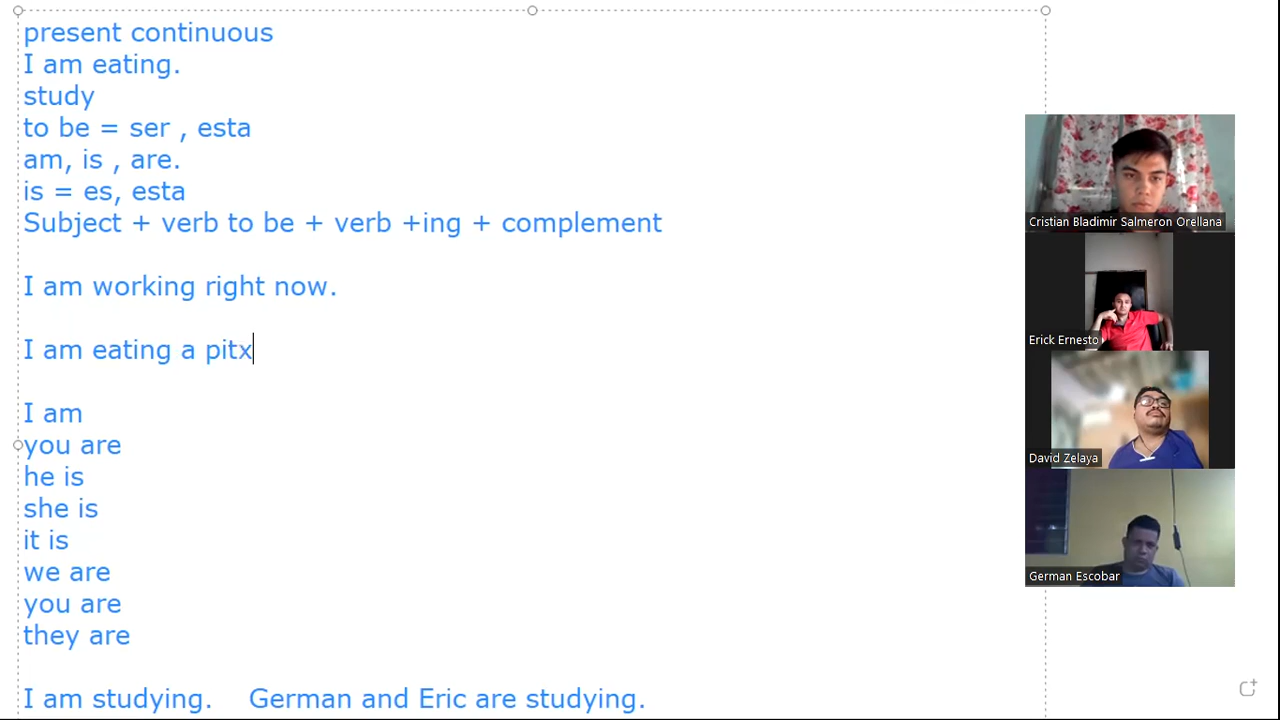 present continuous
I am eating.
study
to be = ser , esta
am, is , are.
is = es, esta
Subject + verb to be + verb +ing + complement
I am working right now.
I am eating a pitx
I am
you are
he is
she is
it is
we are
you are
they are
I am studying. German and Eric are studying.
Cristian Bladimir Salmeron Orellana
Erick Ernesto
David Zelaya
German Escobar